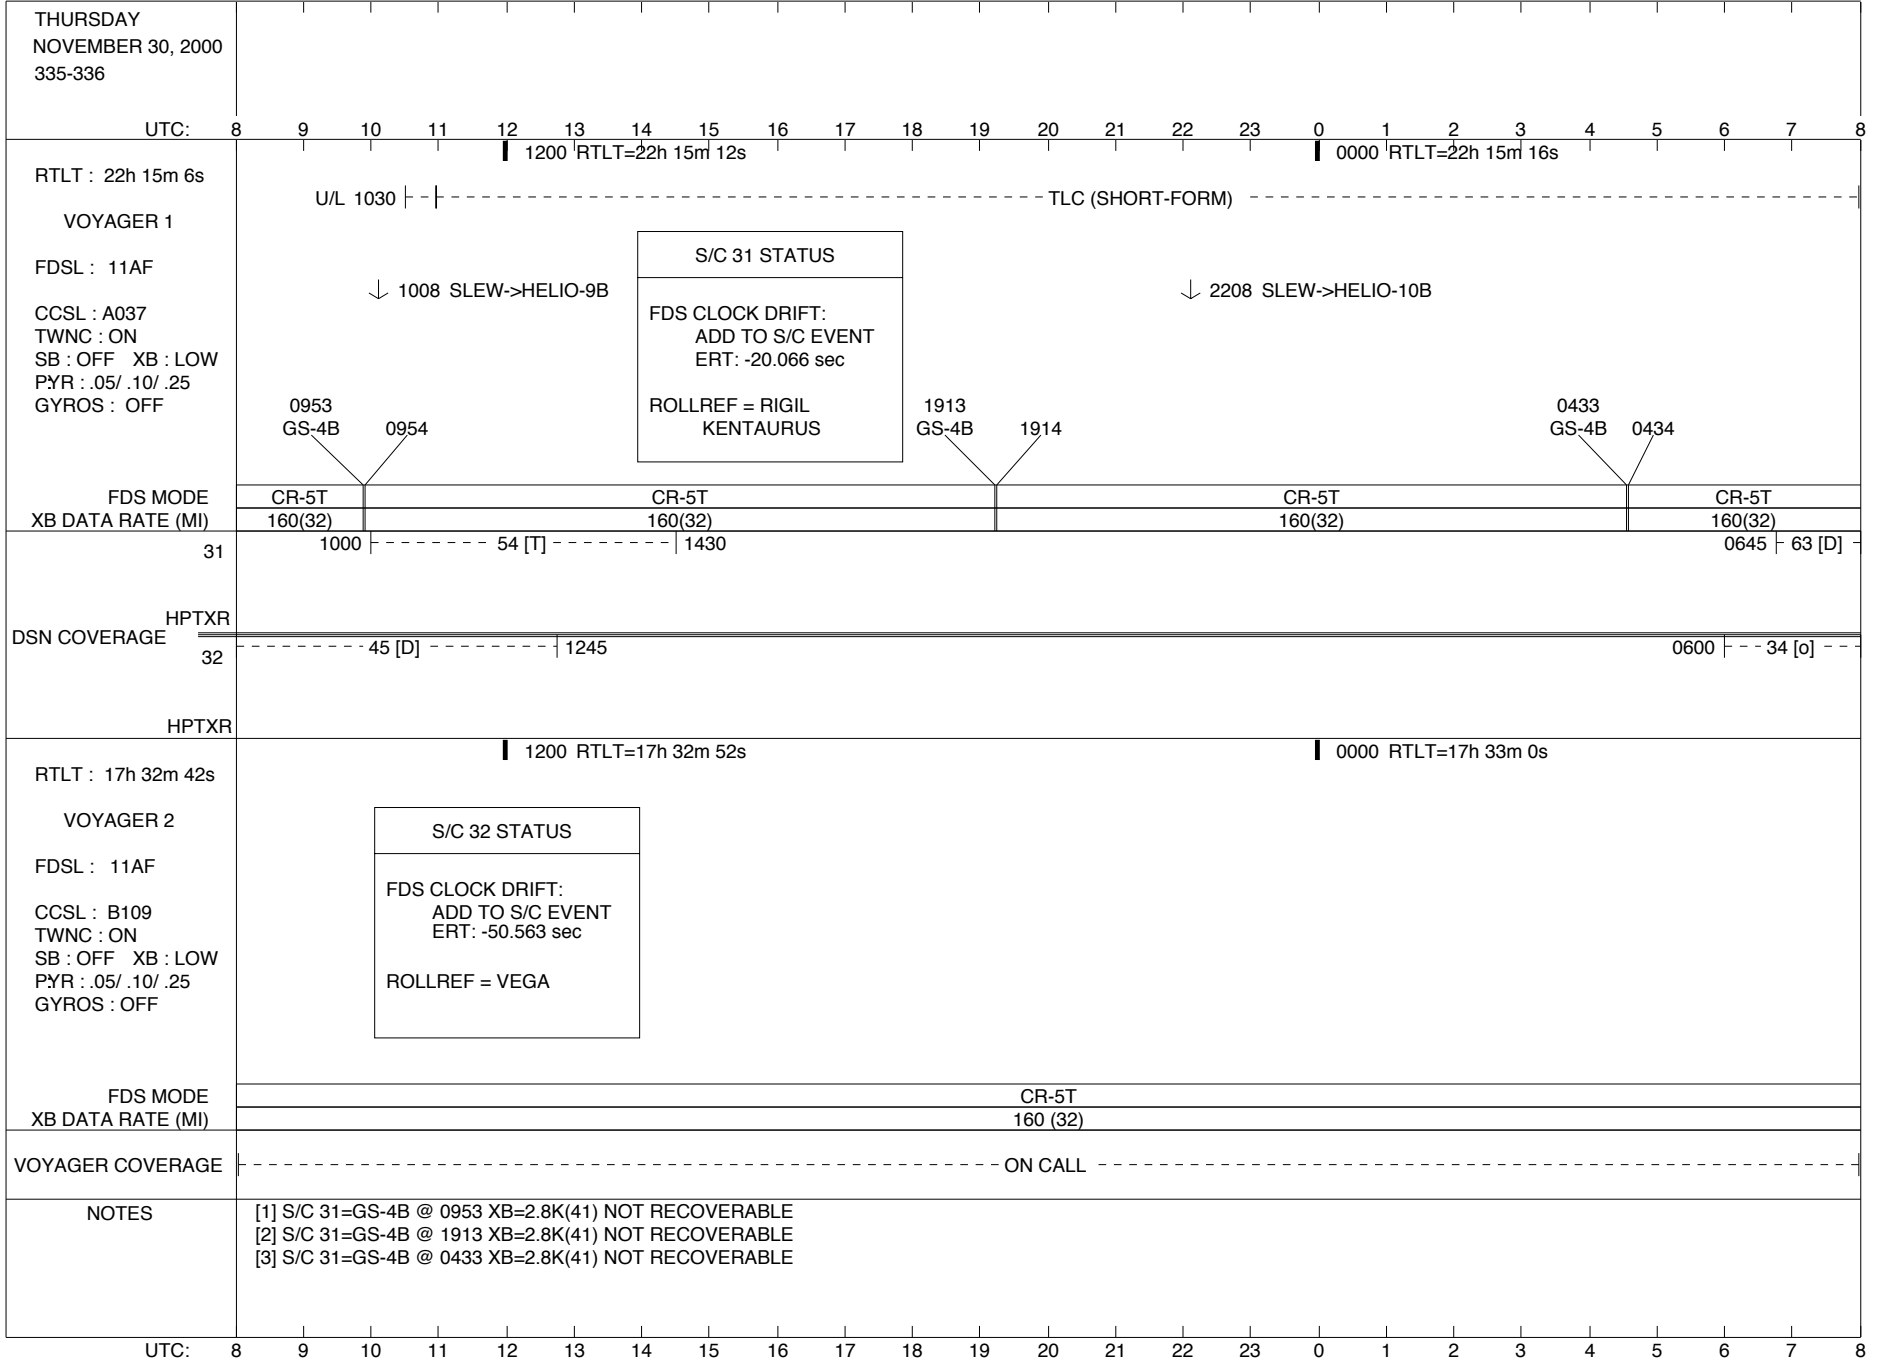 THURSDAY
NOVEMBER 30, 2000
335-336
UTC: 8 9 10 11 12 13 14 15 16 17 18 19 20 21 22 23 0 1 2 3 4 5 6 7 8
1200 RTLT=22h 15m 12s 0000 RTLT=22h 15m 16s
RTLT : 22h 15m 6s
U/L 1030 TLC (SHORT-FORM)
VOYAGER 1
S/C 31 STATUS
FDSL : 11AF
1008 SLEW->HELIO-9B 2208 SLEW->HELIO-10B
CCSL : A037
TWNC : ON
SB : OFF XB : LOW
P:YR : .05/ .10/ .25
GYROS : OFF
FDS CLOCK DRIFT:
ADD TO S/C EVENT
ERT: -20.066 sec
ROLLREF = RIGIL
KENTAURUS
0953 1913 0433
GS-4B 0954 GS-4B 1914 GS-4B 0434
FDS MODE CR-5T CR-5T CR-5T CR-5T
XB DATA RATE (MI) 160(32) 160(32) 160(32) 160(32)
31 1000 54 [T] 1430 0645 63 [D]
HPTXR
DSN COVERAGE
32 45 [D] 1245 0600 34 [o]
HPTXR
1200 RTLT=17h 32m 52s 0000 RTLT=17h 33m 0s
RTLT : 17h 32m 42s
VOYAGER 2
S/C 32 STATUS
FDSL : 11AF
CCSL : B109
TWNC : ON
SB : OFF XB : LOW
P:YR : .05/ .10/ .25
GYROS : OFF
FDS CLOCK DRIFT:
ADD TO S/C EVENT
ERT: -50.563 sec
ROLLREF = VEGA
FDS MODE CR-5T
XB DATA RATE (MI) 160 (32)
VOYAGER COVERAGE ON CALL
NOTES
[1] S/C 31=GS-4B @ 0953 XB=2.8K(41) NOT RECOVERABLE
[2] S/C 31=GS-4B @ 1913 XB=2.8K(41) NOT RECOVERABLE
[3] S/C 31=GS-4B @ 0433 XB=2.8K(41) NOT RECOVERABLE
UTC: 8 9 10 11 12 13 14 15 16 17 18 19 20 21 22 23 0 1 2 3 4 5 6 7 8